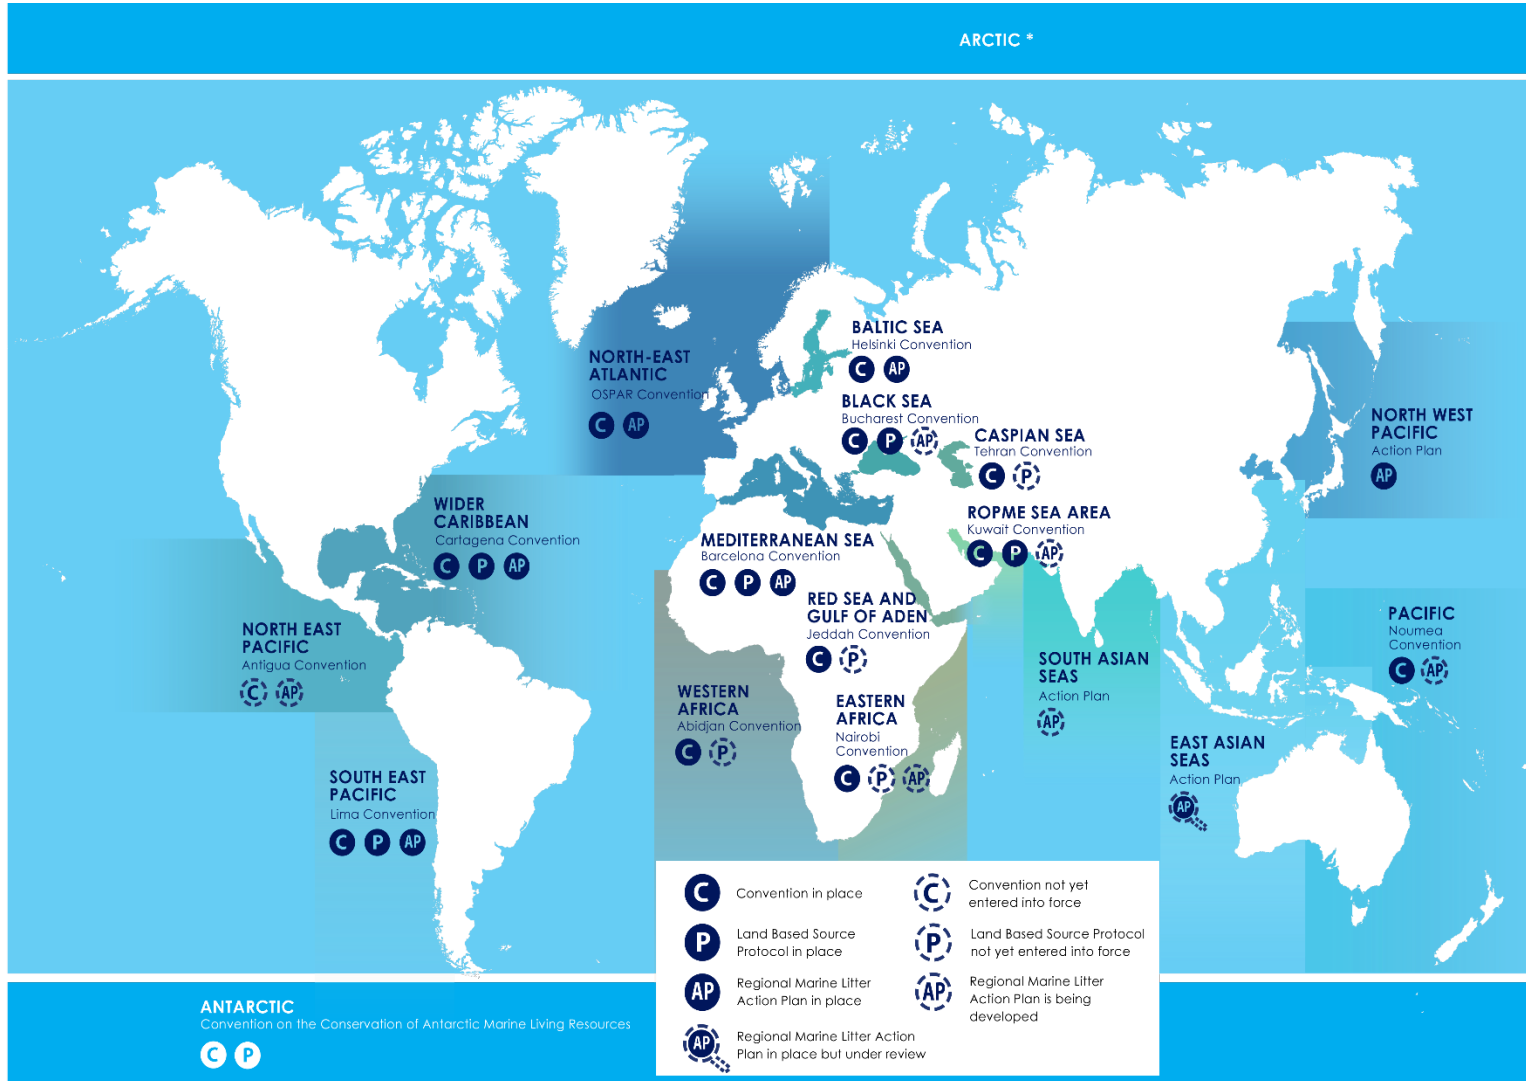 ARCTIC *
BALTIC SEA
Helsinki Convention
C AP
NORTH-EAST
ATLANTIC
OSPAR Convention
C AP
BLACK SEA
Bucharest Convention
C P AP
CASPIAN SEA
Tehran Convention
C P
NORTH WEST
PACIFIC
Action Plan
AP
WIDER
CARIBBEAN
Cartagena Convention
C P AP
ROPME SEA AREA
Kuwait Convention
C P AP
MEDITERRANEAN SEA
Barcelona Convention
C P AP
RED SEA AND
GULF OF ADEN
Jeddah Convention
C P
NORTH EAST
PACIFIC
Antigua Convention
C AP
PACIFIC
Noumea
Convention
C AP
SOUTH ASIAN
SEAS
Action Plan
AP
WESTERN
AFRICA
Abidjan Convention
C P
EASTERN
AFRICA
Nairobi
Convention
C P AP
EAST ASIAN
SEAS
Action Plan
AP
SOUTH EAST
PACIFIC
Lima Convention
C P AP
C Convention in place
C Convention not yet
entered into force
P Land Based Source
Protocol in place
P Land Based Source Protocol
not yet entered into force
AP Regional Marine Litter
Action Plan in place
AP Regional Marine Litter
Action Plan is being
developed
AP Regional Marine Litter Action
Plan in place but under review
ANTARCTIC
Convention on the Conservation of Antarctic Marine Living Resources
C P